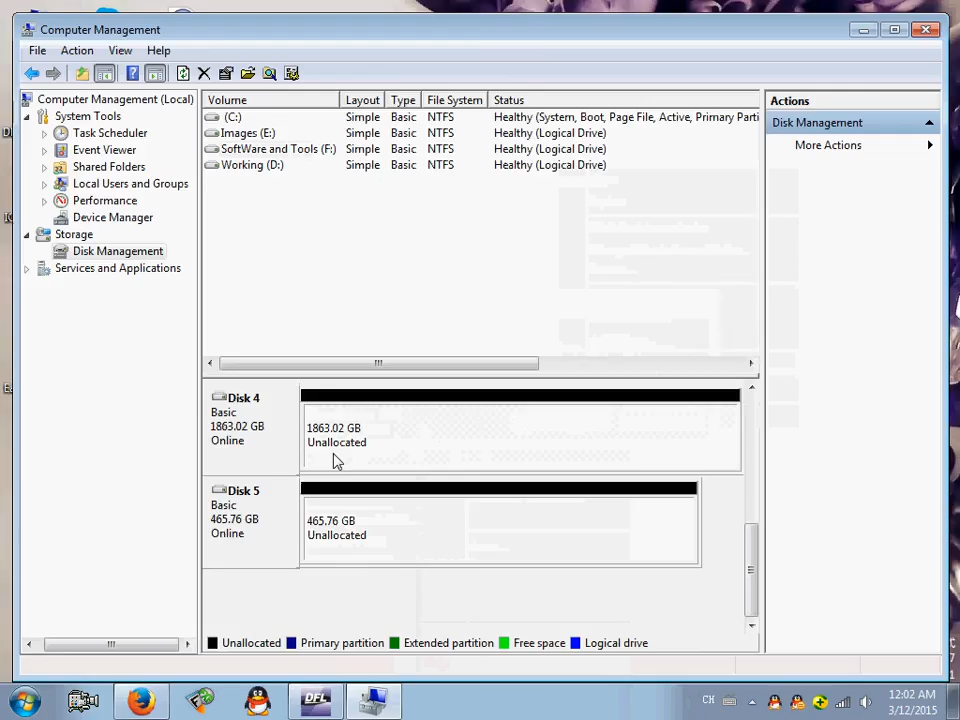 Computer Management
File Action View Help
Computer Management (Local)
System Tools
Task Scheduler
Event Viewer
Shared Folders
Local Users and Groups
Performance
Device Manager
Storage
Disk Management
Services and Applications
Volume Layout Type File System Status
(C:) Simple Basic NTFS Healthy (System, Boot, Page File, Active, Primary Parti
Images (E:) Simple Basic NTFS Healthy (Logical Drive)
SoftWare and Tools (F:) Simple Basic NTFS Healthy (Logical Drive)
Working (D:) Simple Basic NTFS Healthy (Logical Drive)
Disk 4
Basic
1863.02 GB
Online
1863.02 GB
Unallocated
Disk 5
Basic
465.76 GB
Online
465.76 GB
Unallocated
Unallocated Primary partition Extended partition Free space Logical drive
Actions
Disk Management
More Actions
DFL
CH
12:02 AM
3/12/2015